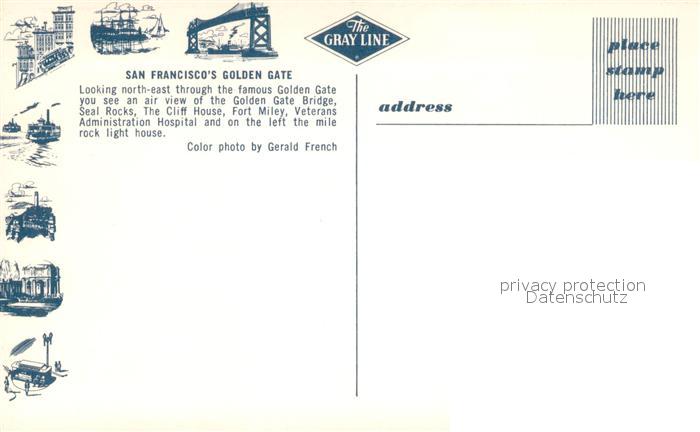 The
GRAY LINE
place
stamp
here
SAN FRANCISCO'S GOLDEN GATE
Looking north-east through the famous Golden Gate
you see an air view of the Golden Gate Bridge,
Seal Rocks, The Cliff House, Fort Miley, Veterans
Administration Hospital and on the left the mile
rock light house.
Color photo by Gerald French
address
privacy protection
Datenschutz